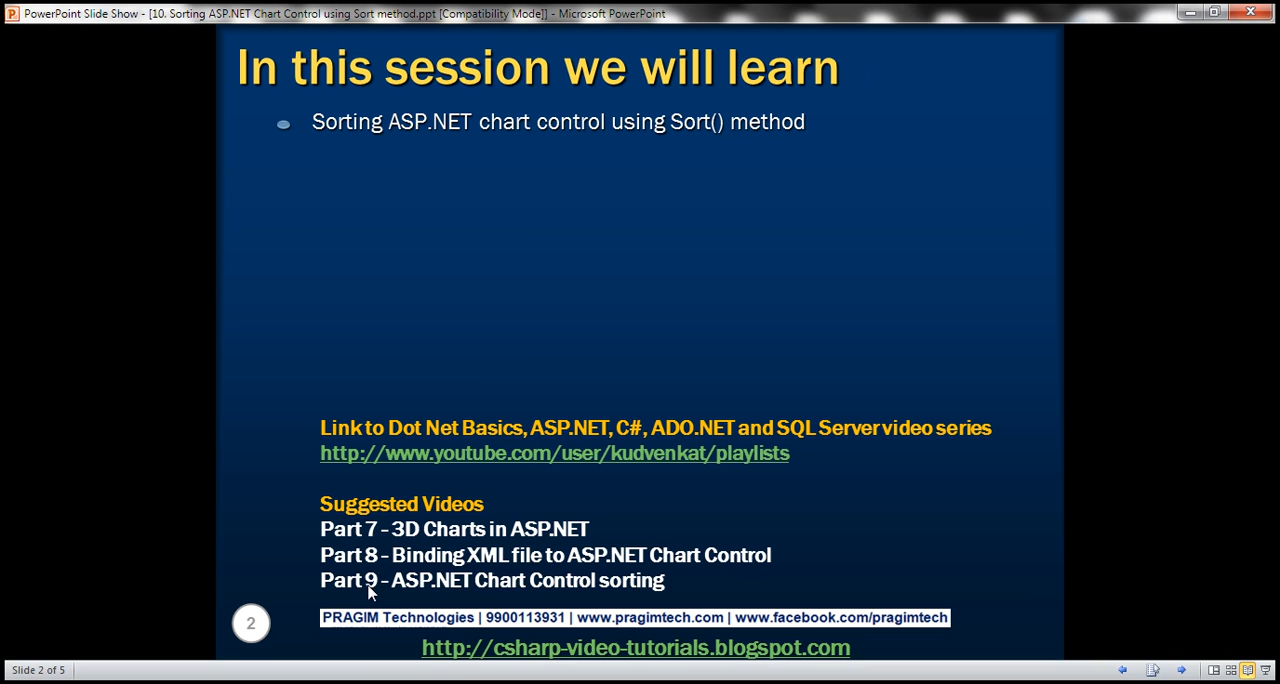 PowerPoint Slide Show - [10. Sorting ASP.NET Chart Control using Sort method.ppt [Compatibility Mode]] - Microsoft PowerPoint
In this session we will learn
Sorting ASP.NET chart control using Sort() method
Link to Dot Net Basics, ASP.NET, C#, ADO.NET and SQL Server video series
http://www.youtube.com/user/kudvenkat/playlists
Suggested Videos
Part 7 - 3D Charts in ASP.NET
Part 8 - Binding XML file to ASP.NET Chart Control
Part 9 - ASP.NET Chart Control sorting
PRAGIM Technologies | 9900113931 | www.pragimtech.com | www.facebook.com/pragimtech
2
http://csharp-video-tutorials.blogspot.com
Slide 2 of 5